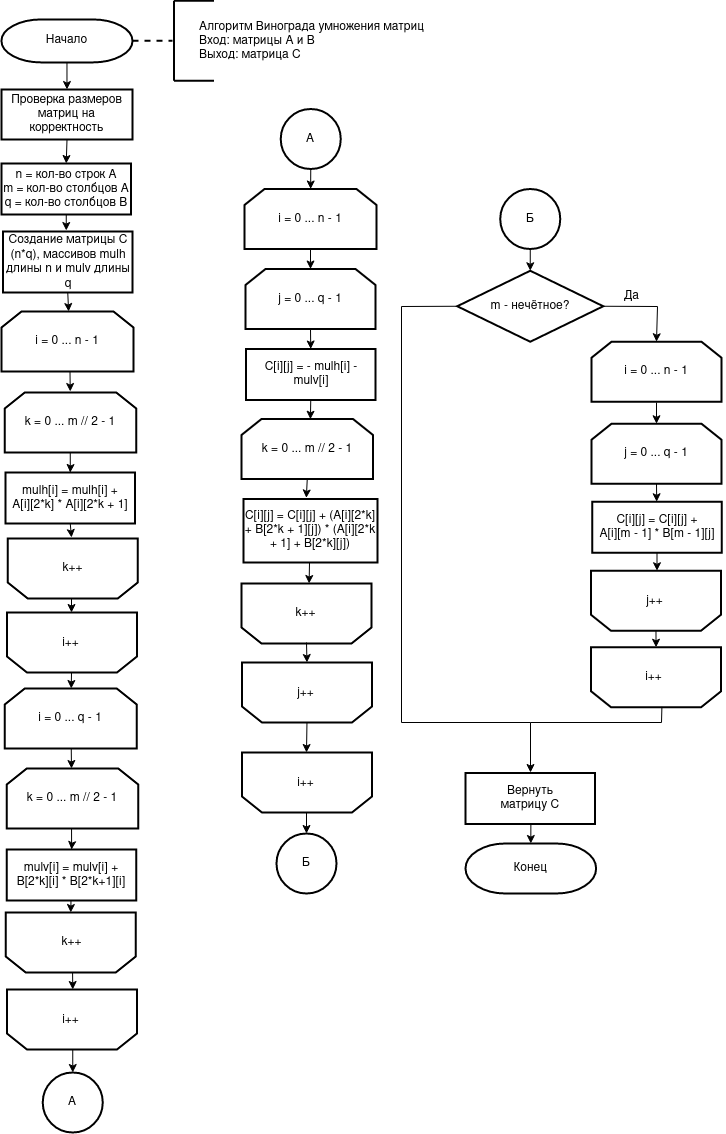 Начало
Алгоритм Винограда умножения матриц
Вход: матрицы А и В
Выход: матрица С
Проверка размеров
матриц на
корректность
n = кол-во строк А
m = кол-во столбцов А
q = кол-во столбцов В
Создание матрицы С
(n*q), массивов mulh
длины n и mulv длины
q
i = 0 ... n - 1
k = 0 ... m // 2 - 1
mulh[i] = mulh[i] +
A[i][2*k] * A[i][2*k + 1]
k++
i++
i = 0 ... q - 1
k = 0 ... m // 2 - 1
mulv[i] = mulv[i] +
B[2*k][i] * B[2*k+1][i]
k++
i++
А
А
i = 0 ... n - 1
j = 0 ... q - 1
C[i][j] = - mulh[i] -
mulv[i]
k = 0 ... m // 2 - 1
C[i][j] = C[i][j] + (A[i][2*k]
+ B[2*k + 1][j]) * (A[i][2*k
+ 1] + B[2*k][j])
k++
j++
i++
Б
Б
m - нечётное?
Да
i = 0 ... n - 1
j = 0 ... q - 1
C[i][j] = C[i][j] +
A[i][m - 1] * B[m - 1][j]
j++
i++
Вернуть
матрицу С
Конец